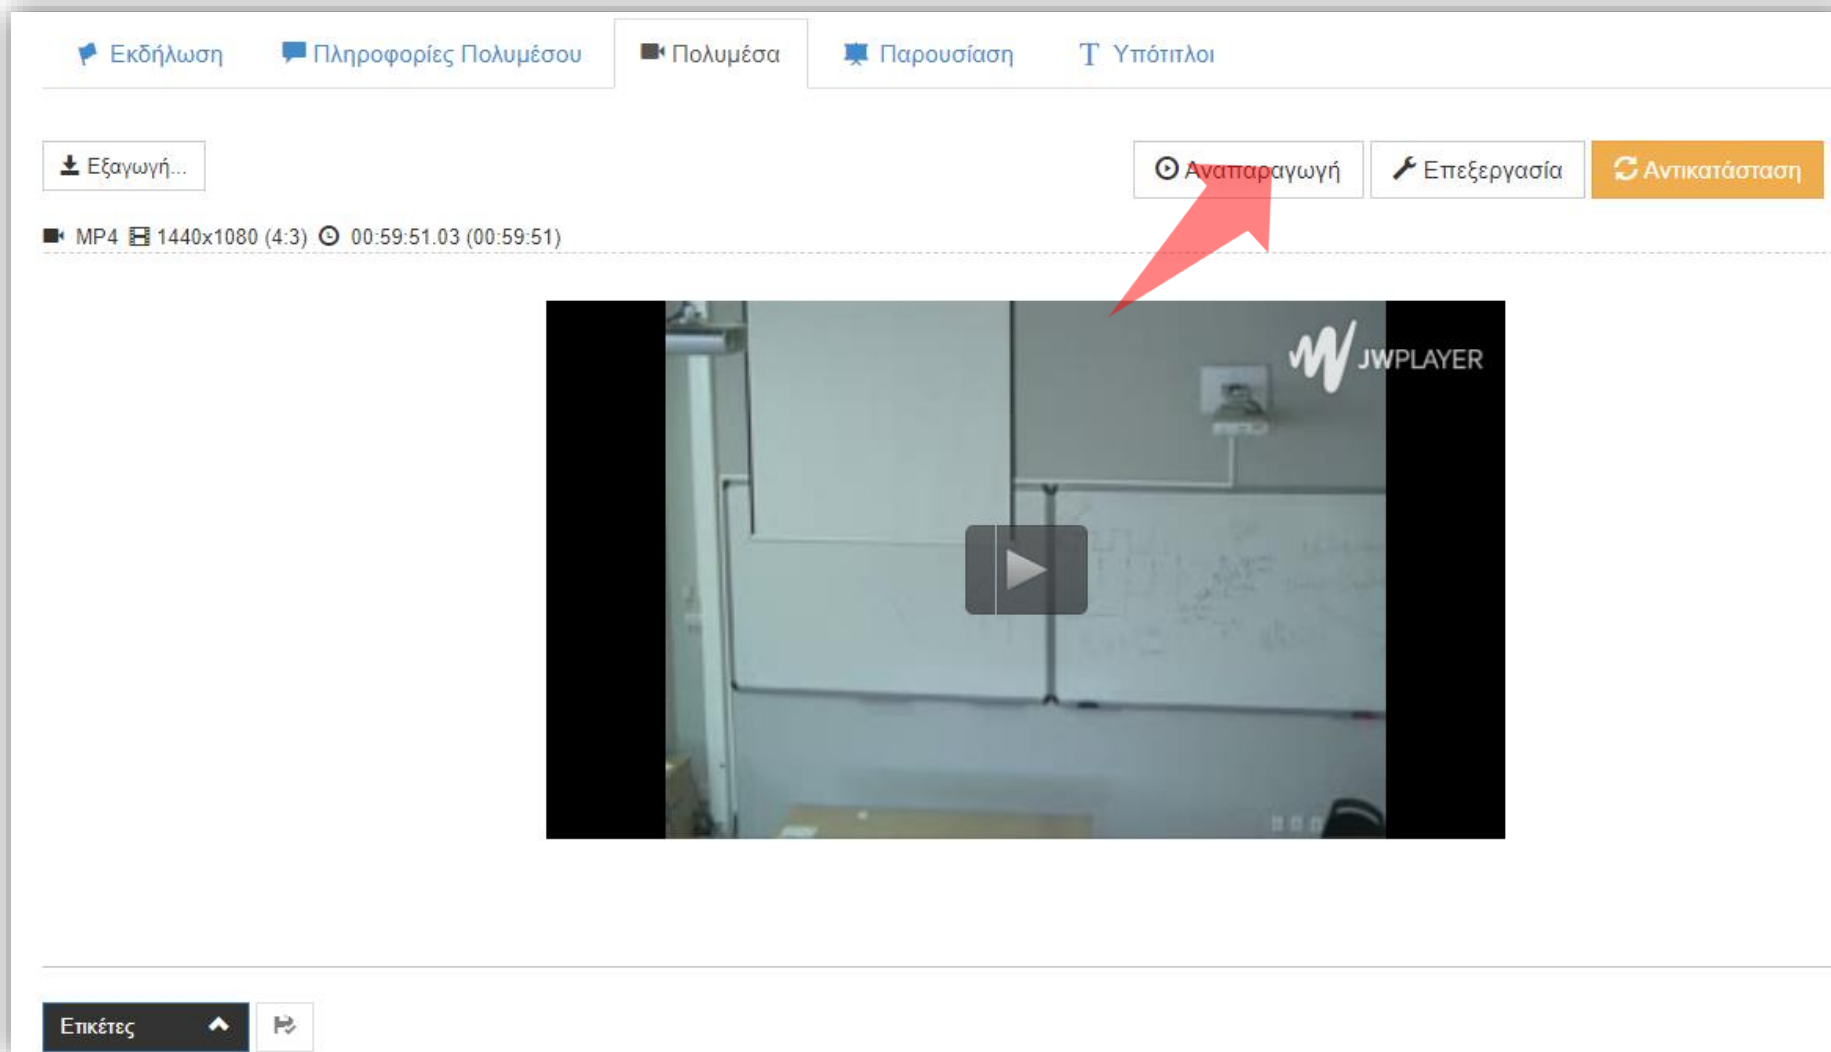 Εκδήλωση Πληροφορίες Πολυμέσου Πολυμέσα Παρουσίαση Υπότιτλοι
Εξαγωγή... Αναπαραγωγή Επεξεργασία Αντικατάσταση
MP4 1440x1080 (4:3) 00:59:51.03 (00:59:51)
JWPLAYER
Ετικέτες